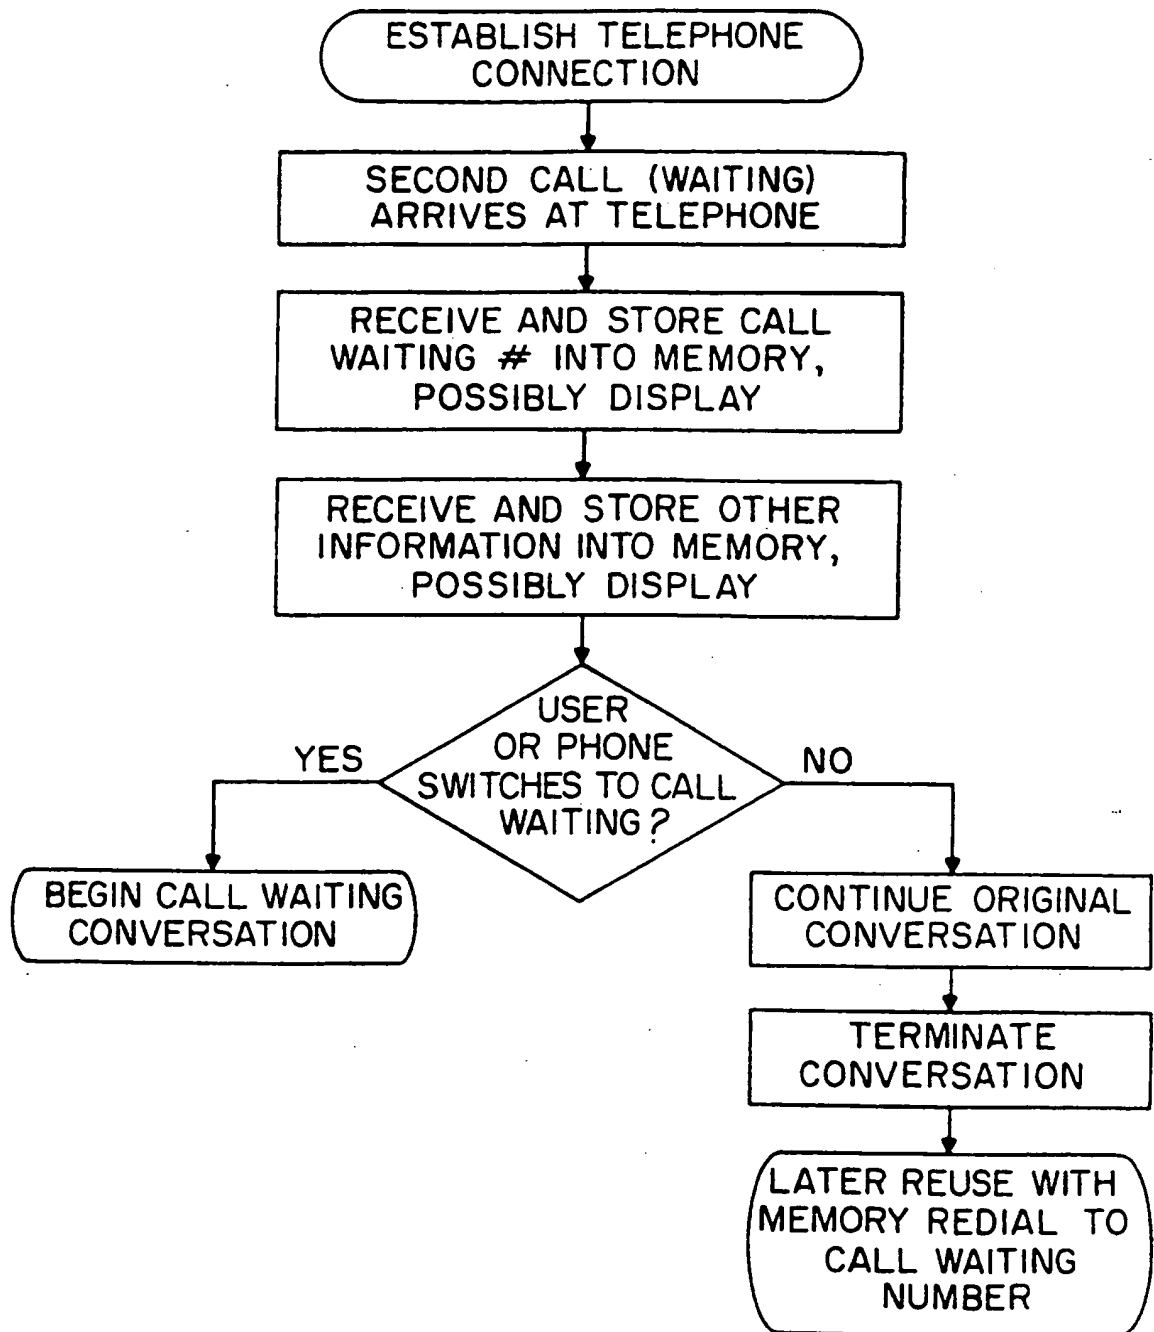 ESTABLISH TELEPHONE
CONNECTION
SECOND CALL (WAITING)
ARRIVES AT TELEPHONE
RECEIVE AND STORE CALL
WAITING # INTO MEMORY,
POSSIBLY DISPLAY
RECEIVE AND STORE OTHER
INFORMATION INTO MEMORY,
POSSIBLY DISPLAY
USER
OR PHONE
SWITCHES TO CALL
WAITING?
YES
NO
BEGIN CALL WAITING
CONVERSATION
CONTINUE ORIGINAL
CONVERSATION
TERMINATE
CONVERSATION
LATER REUSE WITH
MEMORY REDIAL TO
CALL WAITING
NUMBER